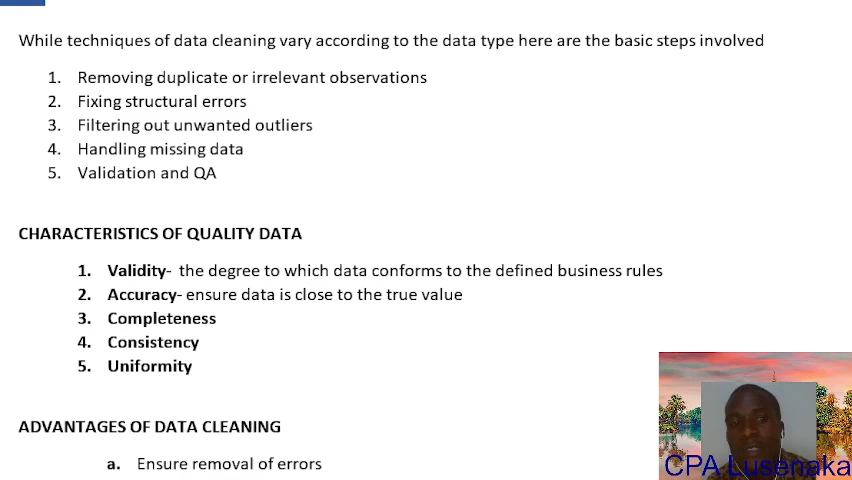 While techniques of data cleaning vary according to the data type here are the basic steps involved
1. Removing duplicate or irrelevant observations
2. Fixing structural errors
3. Filtering out unwanted outliers
4. Handling missing data
5. Validation and QA
CHARACTERISTICS OF QUALITY DATA
1. Validity- the degree to which data conforms to the defined business rules
2. Accuracy- ensure data is close to the true value
3. Completeness
4. Consistency
5. Uniformity
ADVANTAGES OF DATA CLEANING
a. Ensure removal of errors
CPA Lusenaka